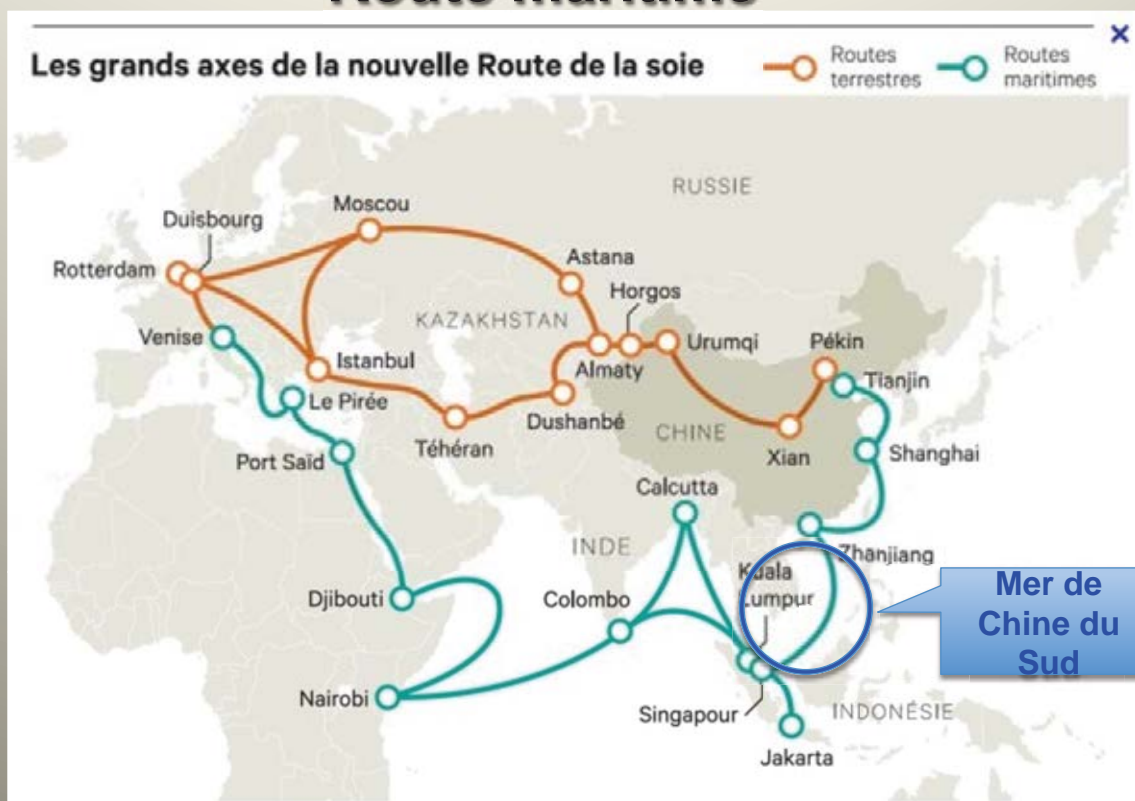 Route maritime
×
Les grands axes de la nouvelle Route de la soie
Routes
terrestres
Routes
maritimes
RUSSIE
Moscou
Duisbourg
Rotterdam
Astana
Horgos
KAZAKHSTAN
Venise
Urumqi
Pékin
Istanbul
Almaty
Tianjin
Le Pirée
Dushanbé
CHINE
Téhéran
Xian
Shanghai
Port Saïd
Calcutta
INDE
Zhanjiang
Kuala
Lumpur
Mer de
Chine du
Sud
Djibouti
Colombo
Nairobi
Singapour
INDONÉSIE
Jakarta